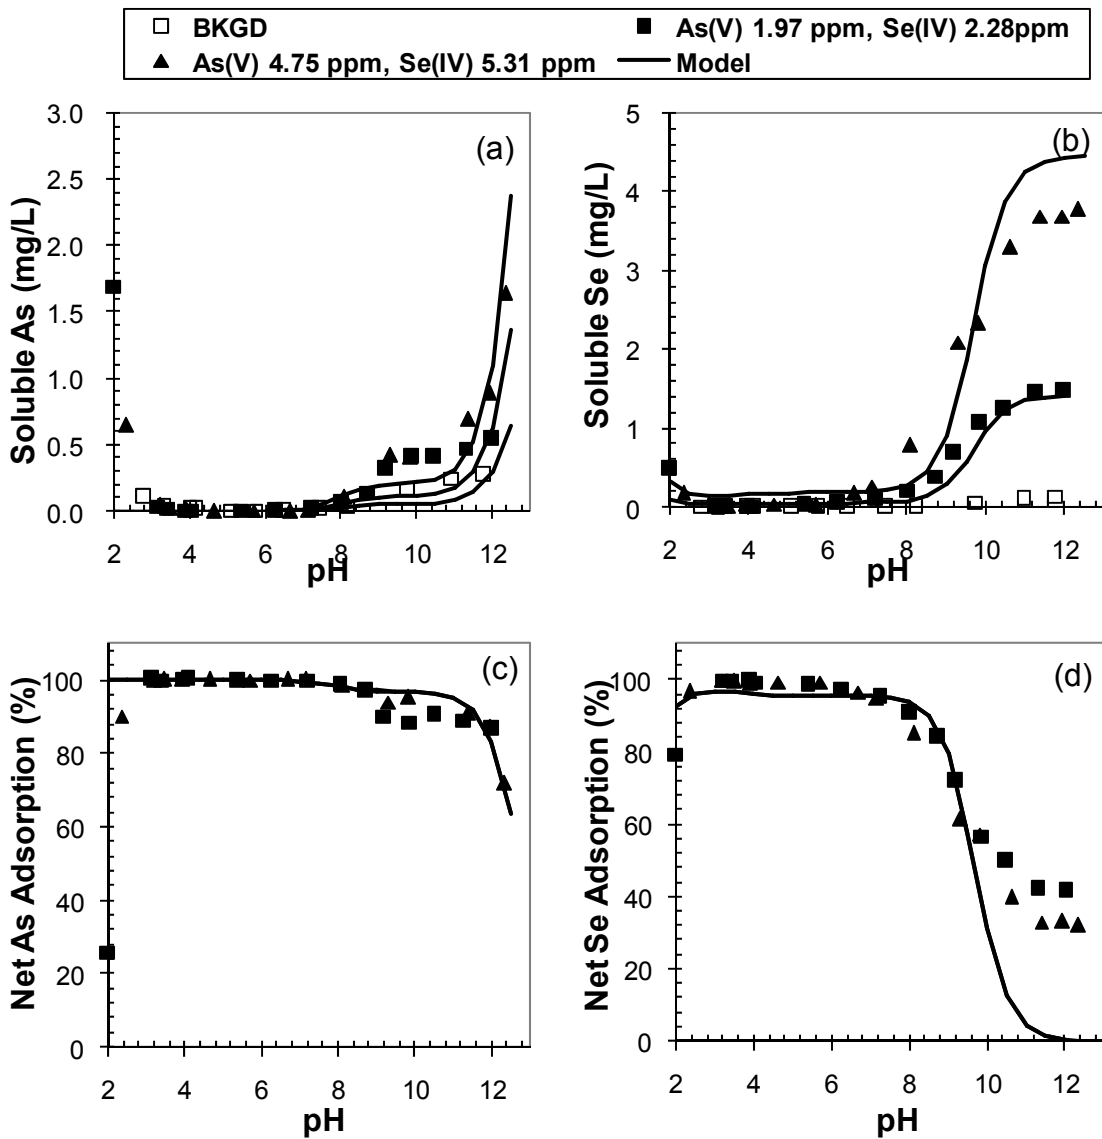 BKGD
As(V) 1.97 ppm, Se(IV) 2.28ppm
As(V) 4.75 ppm, Se(IV) 5.31 ppm
Model
(a)
Soluble As (mg/L)
3.0
2.5
2.0
1.5
1.0
0.5
0.0
2 4 6 8 10 12
pH
(b)
Soluble Se (mg/L)
5
4
3
2
1
0
2 4 6 8 10 12
pH
(c)
Net As Adsorption (%)
100
80
60
40
20
0
2 4 6 8 10 12
pH
(d)
Net Se Adsorption (%)
100
80
60
40
20
0
2 4 6 8 10 12
pH